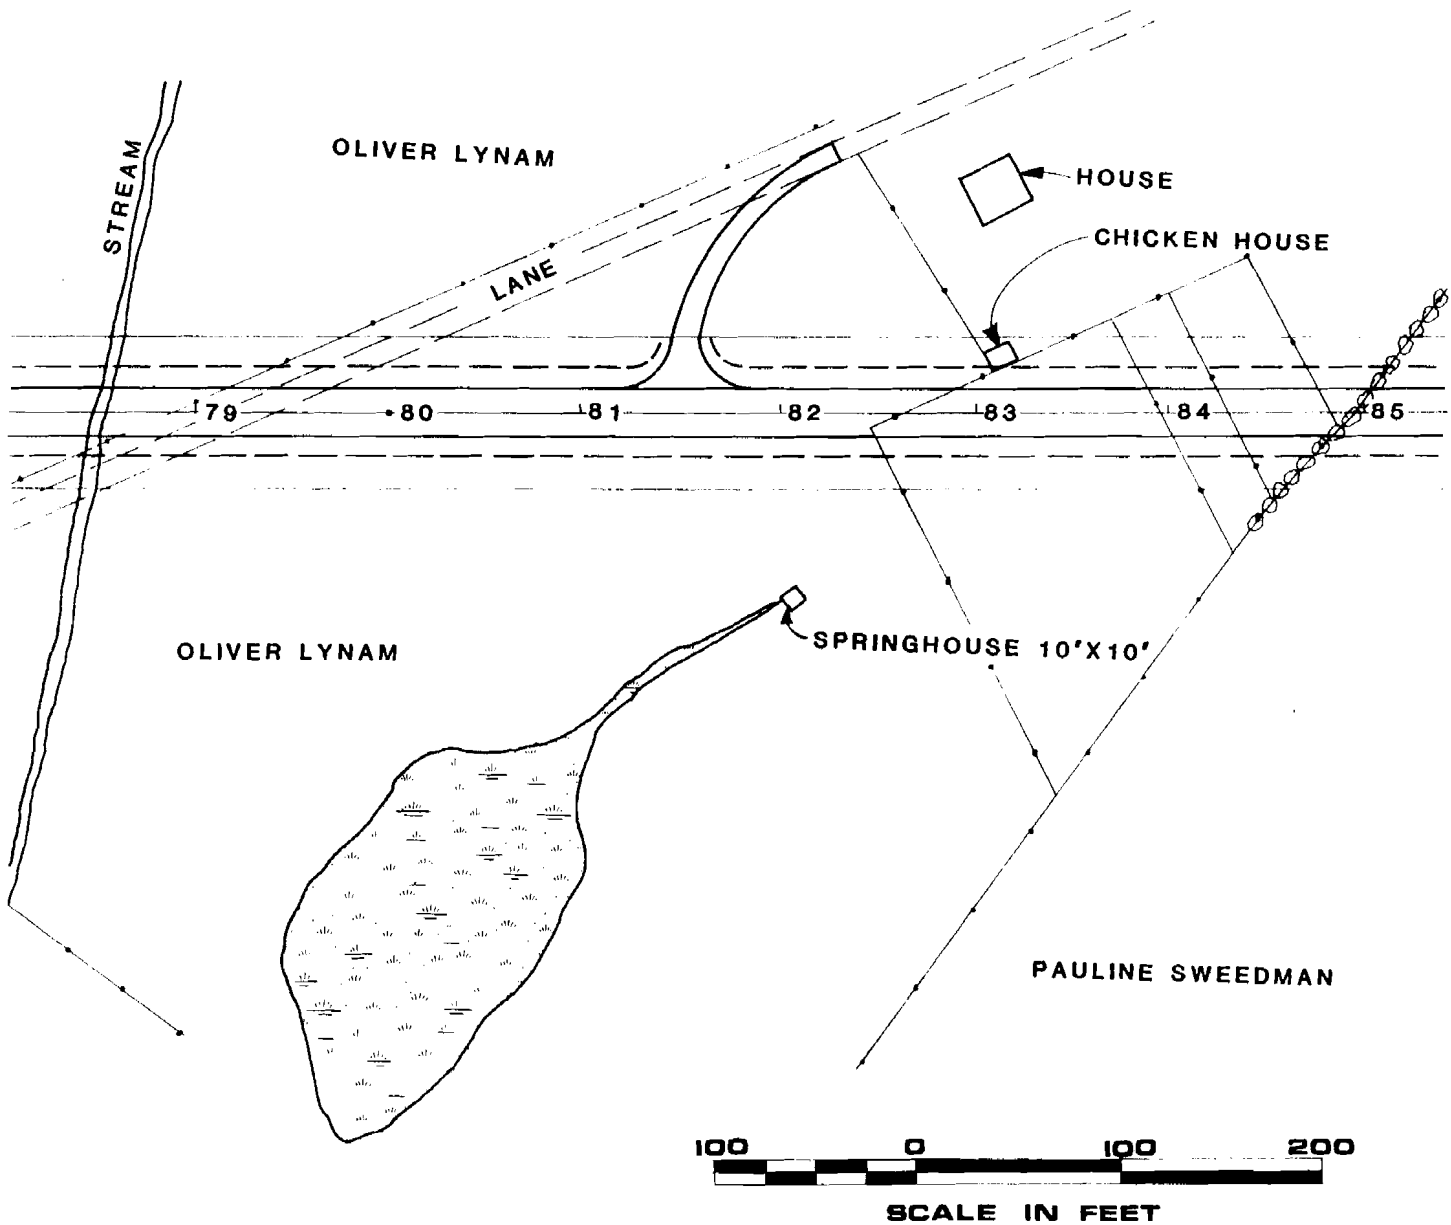 OLIVER LYNAM
STREAM
HOUSE
CHICKEN HOUSE
LANE
79 80 81 82 83 84 85
SPRINGHOUSE 10'X10'
OLIVER LYNAM
PAULINE SWEEDMAN
100 0 100 200
SCALE IN FEET